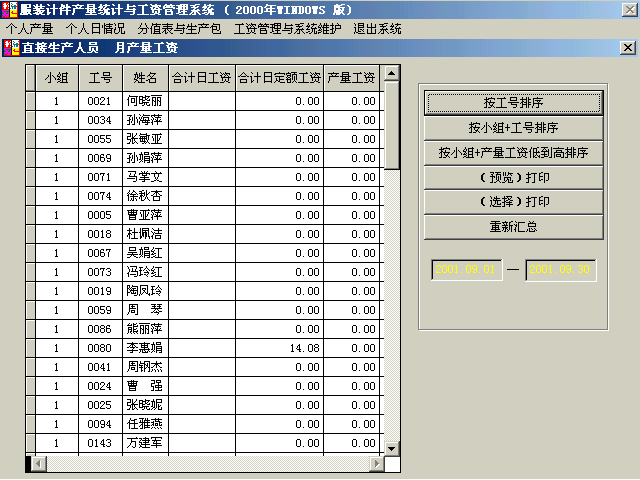 服装计件产量统计与工资管理系统 ( 2000年WINDOWS 版)
个人产量 个人日情况 分值表与生产包 工资管理与系统维护 退出系统
直接生产人员 月产量工资
小组 工号 姓名 合计日工资 合计日定额工资 产量工资
1 0021 何晓丽 0.00 0.00
1 0034 孙海萍 0.00 0.00
1 0055 张敏亚 0.00 0.00
1 0069 孙娟萍 0.00 0.00
1 0071 马掌文 0.00 0.00
1 0074 徐秋杏 0.00 0.00
1 0005 曹亚萍 0.00 0.00
1 0018 杜佩洁 0.00 0.00
1 0067 吴娟红 0.00 0.00
1 0073 冯玲红 0.00 0.00
1 0019 陶凤玲 0.00 0.00
1 0059 周 琴 0.00 0.00
1 0086 熊丽萍 0.00 0.00
1 0080 李惠娟 14.08 0.00
1 0041 周钢杰 0.00 0.00
1 0024 曹 强 0.00 0.00
1 0025 张晓妮 0.00 0.00
1 0094 任雅燕 0.00 0.00
1 0143 万建军 0.00 0.00
按工号排序
按小组+工号排序
按小组+产量工资低到高排序
(预览)打印
(选择)打印
重新汇总
2001.09.01 — 2001.09.30